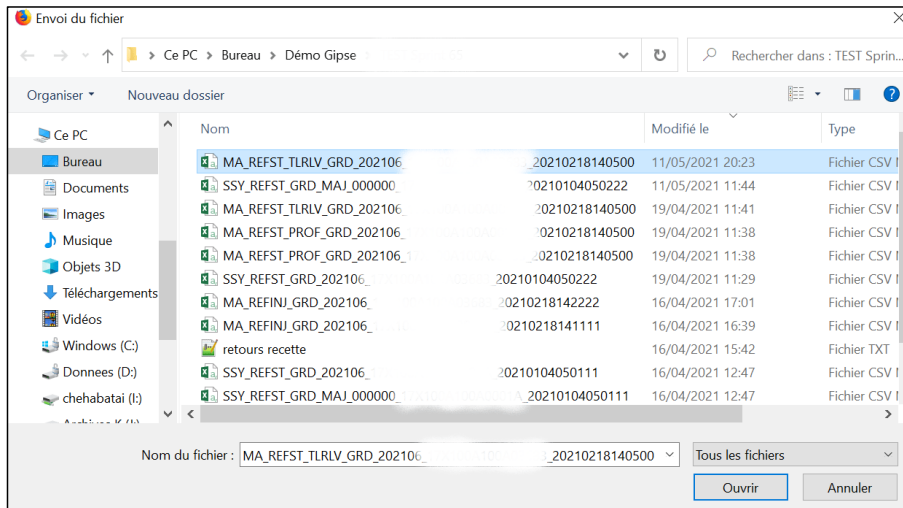 Envoi du fichier
Ce PC > Bureau > Démo Gipse
Rechercher dans : TEST Sprin...
Organiser Nouveau dossier
Ce PC
Bureau
Documents
Images
Musique
Objets 3D
Téléchargements
Vidéos
Windows (C:)
Donnees (D:)
chehabatai (I:)
Nom Modifié le Type
MA_REFST_TLRLV_GRD_202106 _20210218140500 11/05/2021 20:23 Fichier CSV
SSY_REFST_GRD_MAJ_000000_ 20210104050222 11/05/2021 11:44 Fichier CSV
MA_REFST_TLRLV_GRD_202106_ 20210218140500 19/04/2021 11:41 Fichier CSV
MA_REFST_PROF_GRD_202106_ 20210218140500 19/04/2021 11:38 Fichier CSV
MA_REFST_PROF_GRD_202106_ 20210218140500 19/04/2021 11:38 Fichier CSV
SSY_REFST_GRD_202106_ _20210104050222 19/04/2021 11:29 Fichier CSV
MA_REFINJ_GRD_202106_ _20210218142222 16/04/2021 17:01 Fichier CSV
MA_REFINJ_GRD_202106_ 20210218141111 16/04/2021 16:39 Fichier CSV
retours recette 16/04/2021 15:42 Fichier TXT
SSY_REFST_GRD_202106_ 20210104050111 16/04/2021 12:47 Fichier CSV
SSY_REFST_GRD_MAJ_000000_ _20210104050111 16/04/2021 12:47 Fichier CSV
Nom du fichier : MA_REFST_TLRLV_GRD_202106_ _20210218140500 Tous les fichiers
Ouvrir Annuler